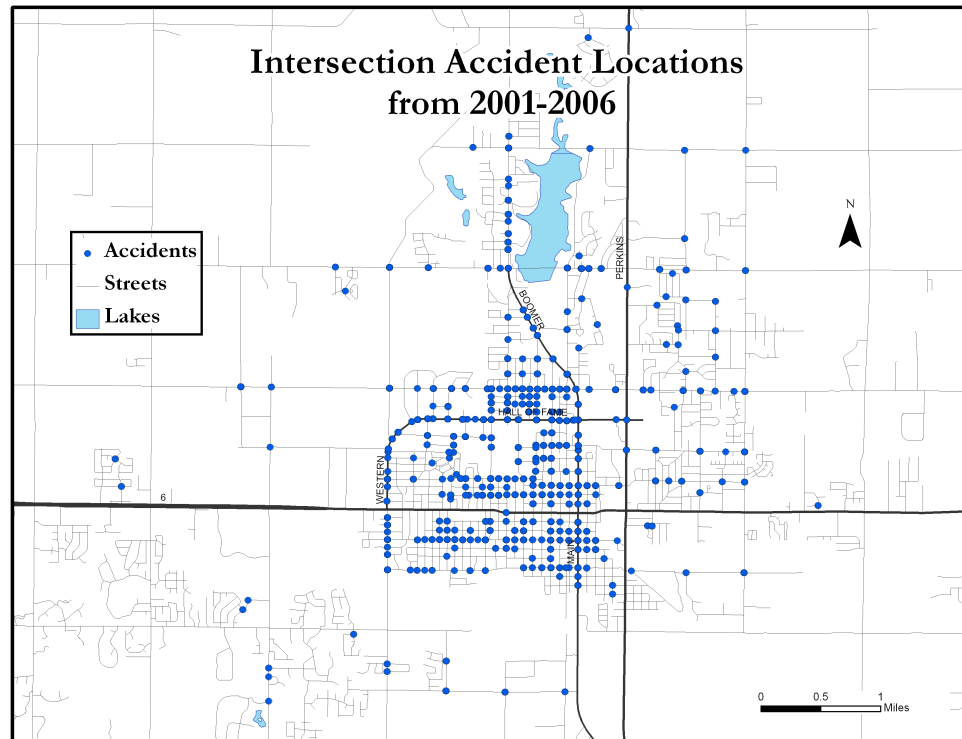 Intersection Accident Locations
from 2001-2006
N
PERKINS
Accidents
Streets
Lakes
BOOMER
HALL OF FAME
WESTERN
6
MAIN
0 0.5 1
Miles